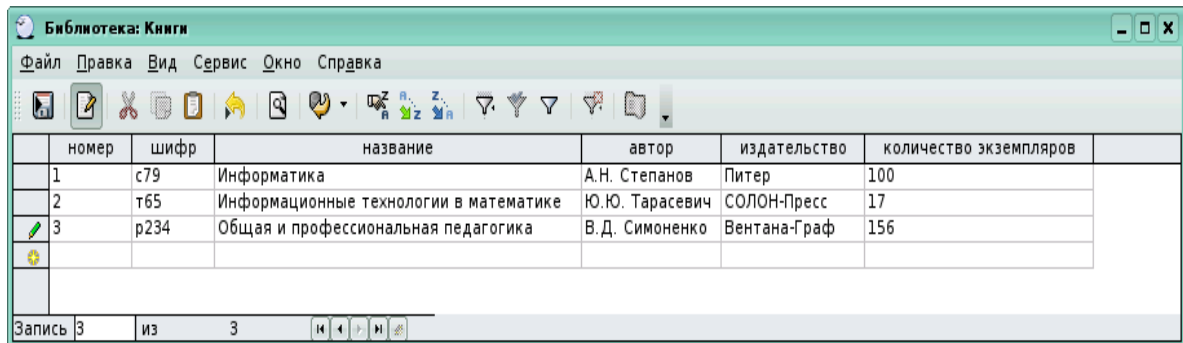 Библиотека: Книги
Файл Правка Вид Сервис Окно Справка
номер шифр название автор издательство количество экземпляров
1 с79 Информатика А.Н. Степанов Питер 100
2 т65 Информационные технологии в математике Ю.Ю. Тарасевич СОЛОН-Пресс 17
3 р234 Общая и профессиональная педагогика В.Д. Симоненко Вентана-Граф 156
Запись 3 из 3